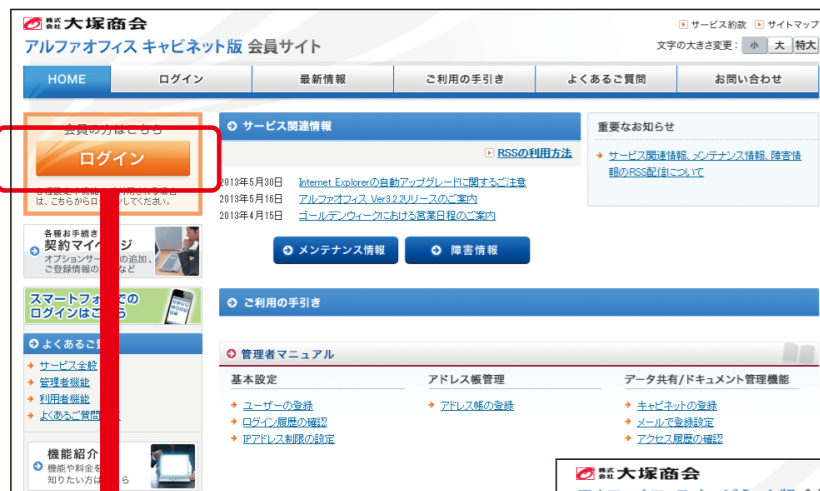 株式会社 大塚商会
アルファオフィス キャビネット版 会員サイト
サービス約款 サイトマップ
文字の大きさ変更: 小 大 特大
HOME ログイン 最新情報 ご利用の手引き よくあるご質問 お問い合わせ
会員の方はこちら
ログイン
は、こちらからロ してください。
各種お手続き
契約マイ ジ
オプションサー の追加、
ご登録情報の など
スマートフォ での
ログインはこ ら
よくあるご
サービス全般
管理者機能
利用者機能
よくあるご質問
機能紹介
機能や料金を
知りたい方は ら
サービス関連情報
RSSの利用方法
2013年5月30日 Internet Explorerの自動アップグレードに関するご注意
2013年5月16日 アルファオフィス Ver3.2.2リリースのご案内
2013年4月15日 ゴールデンウィークにおける営業日程のご案内
メンテナンス情報 障害情報
重要なお知らせ
サービス関連情報、メンテナンス情報、障害情
報のRSS配信について
ご利用の手引き
管理者マニュアル
基本設定
ユーザーの登録
ログイン履歴の確認
IPアドレス制限の設定
アドレス帳管理
アドレス帳の登録
データ共有/ドキュメント管理機能
キャビネットの登録
メールで登録設定
アクセス履歴の確認
株式会社 大塚商会